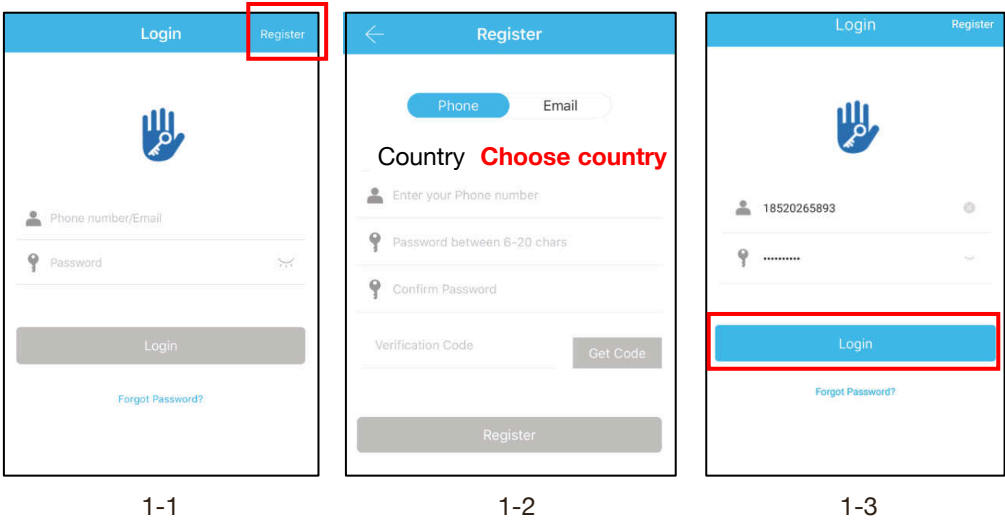 Login
Register
Phone number/Email
Password
Login
Forgot Password?
1-1
Register
Phone
Email
Country Choose country
Enter your Phone number
Password between 6-20 chars
Confirm Password
Verification Code
Get Code
Register
1-2
Login
Register
18520265893
••••••••••
Login
Forgot Password?
1-3